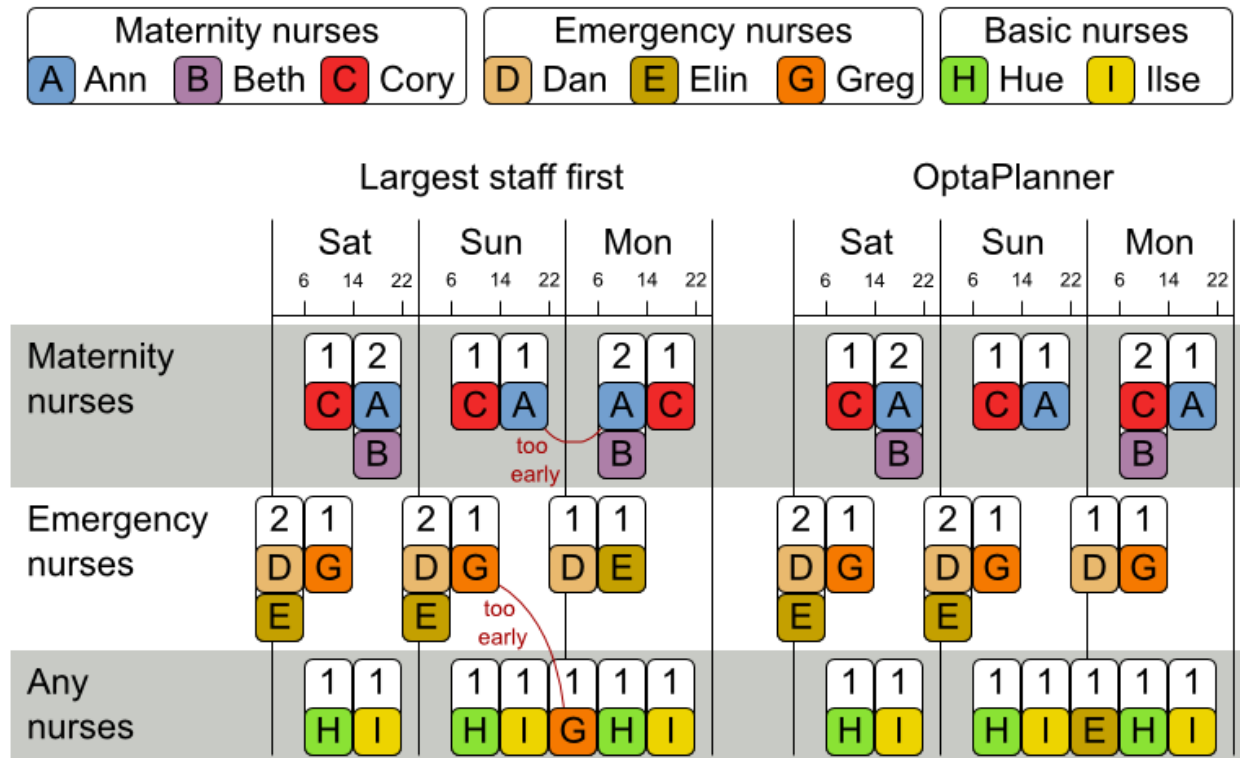 Maternity nurses Emergency nurses Basic nurses
A Ann B Beth C Cory D Dan E Elin G Greg H Hue I Ilse
Largest staff first OptaPlanner
Sat Sun Mon Sat Sun Mon
6 14 22 6 14 22 6 14 22 6 14 22 6 14 22 6 14 22
Maternity 1 2 1 1 2 1 1 2 1 1 2 1
nurses C A C A A C C A C A C A
B too B B B
early
Emergency 2 1 2 1 1 1 2 1 2 1 1 1
nurses D G D G D E D G D G D G
E E too E E
early
Any 1 1 1 1 1 1 1 1 1 1 1 1 1 1
nurses H I H I G H I H I H I E H I